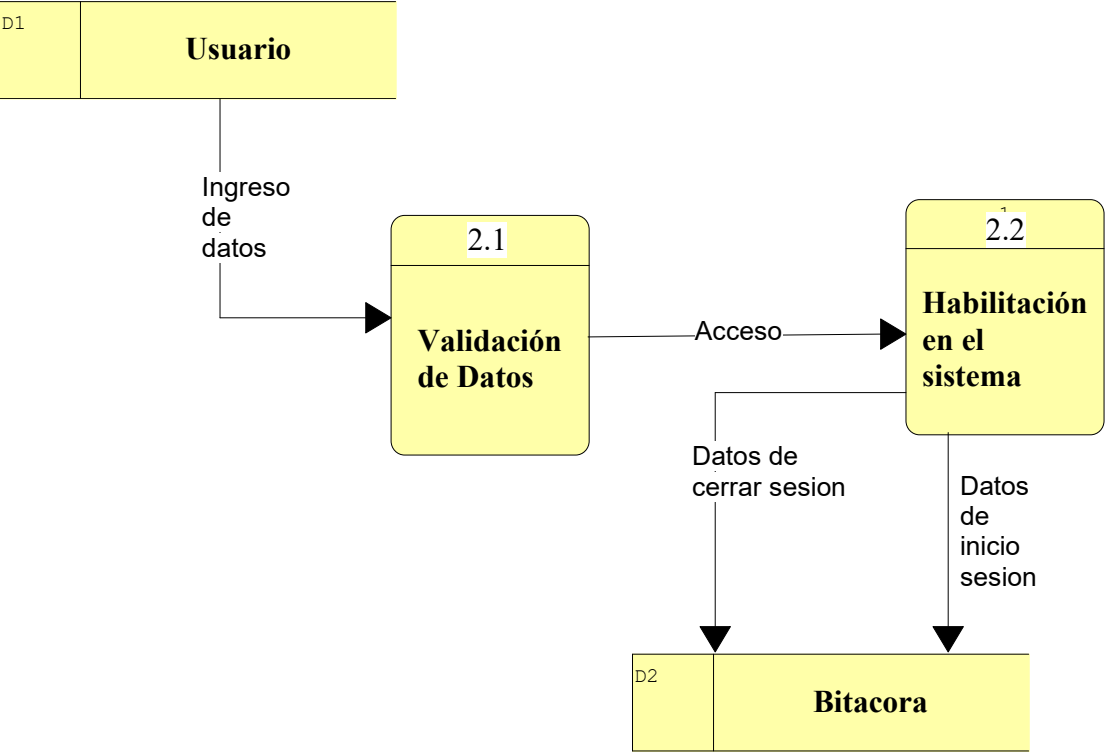 D1
Usuario
Ingreso
de
datos
2.1
Validación
de Datos
Acceso
2.2
Habilitación
en el
sistema
Datos de
cerrar sesion
Datos
de
inicio
sesion
D2
Bitacora